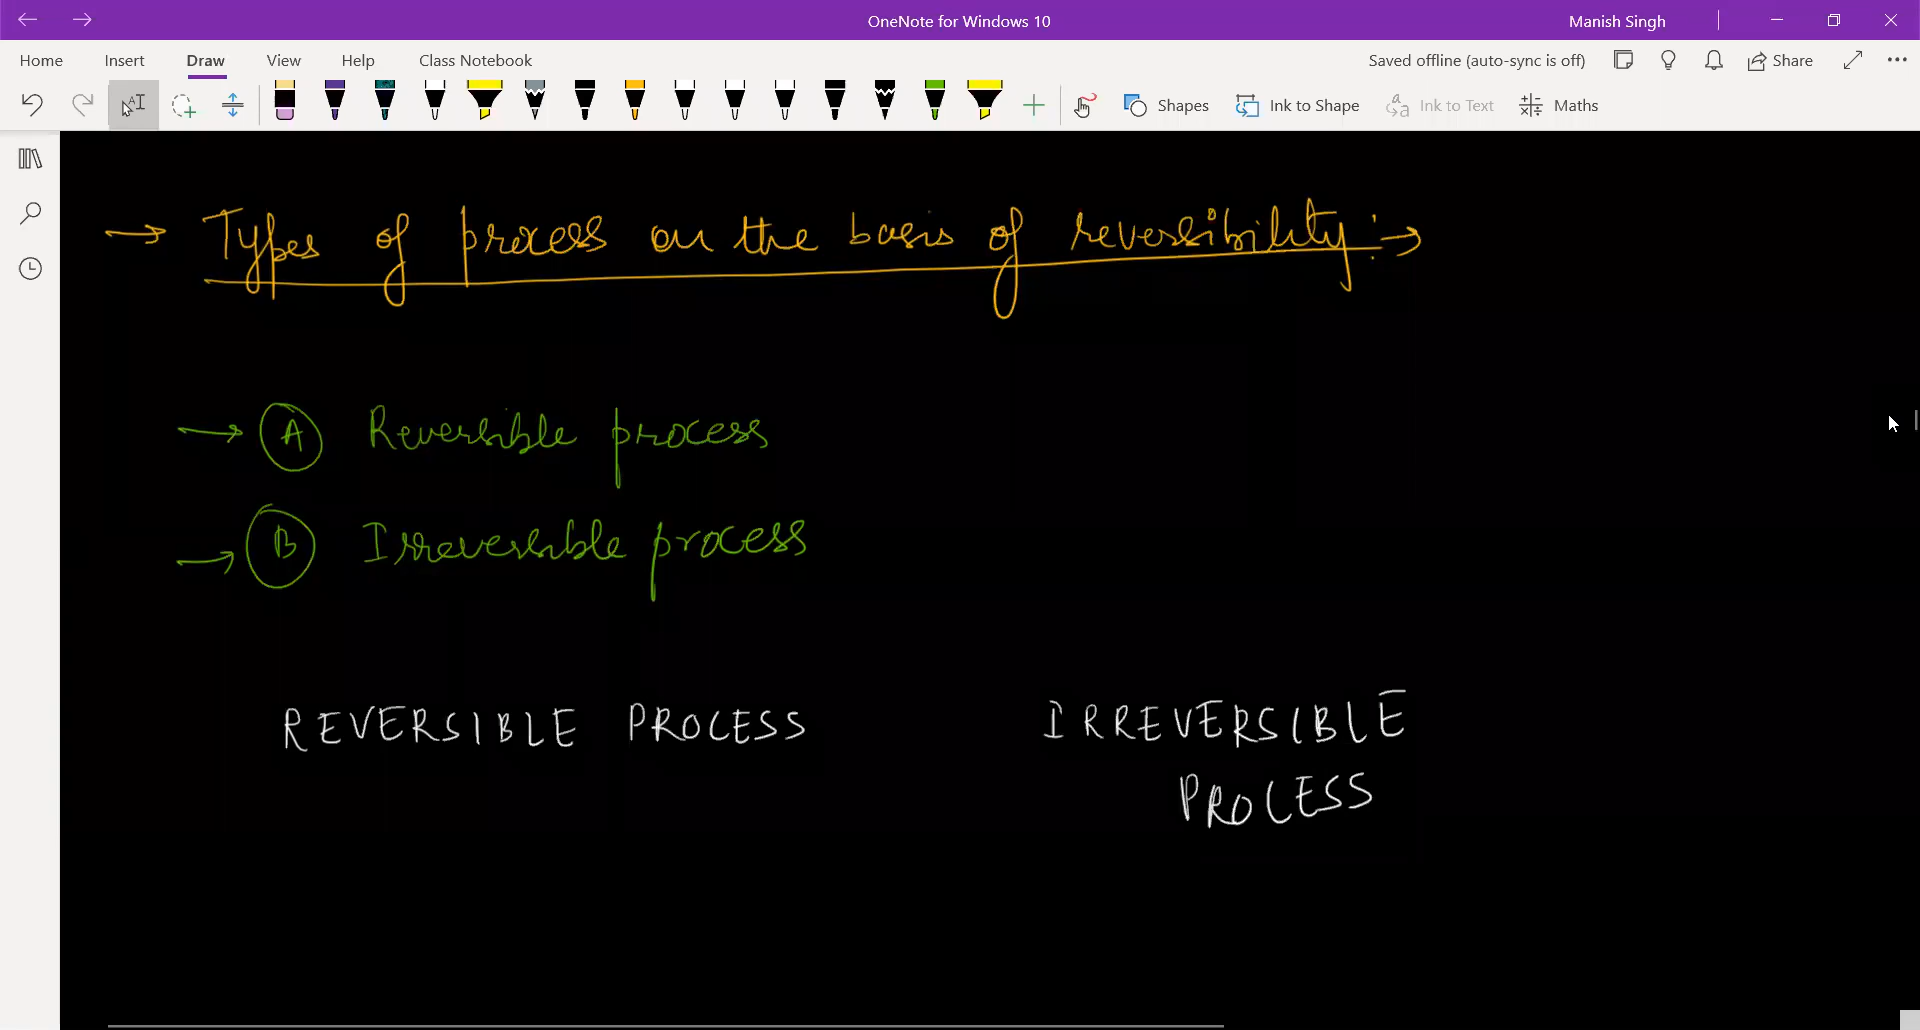 OneNote for Windows 10
Manish Singh
Home Insert Draw View Help Class Notebook
Saved offline (auto-sync is off) Share
Shapes Ink to Shape Ink to Text Maths
→ Types of process on the basis of reversibility :→
→ A Reversible process
→ B Irreversible process
REVERSIBLE PROCESS
IRREVERSIBLE
PROCESS